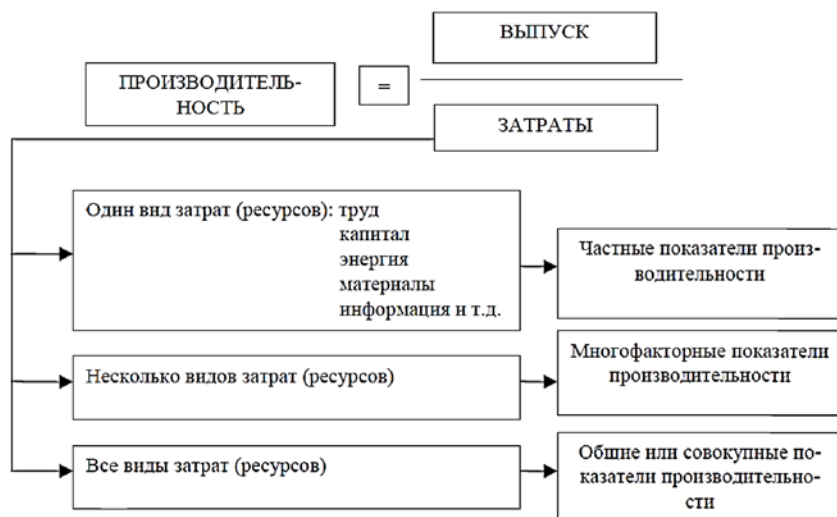 ВЫПУСК
ПРОИЗВОДИТЕЛЬ-
НОСТЬ
=
ЗАТРАТЫ
Один вид затрат (ресурсов): труд
капитал
энергия
материалы
информация и т.д.
Частные показатели произ-
водительности
Несколько видов затрат (ресурсов)
Многофакторные показатели
производительности
Все виды затрат (ресурсов)
Общие или совокупные по-
казатели производительно-
сти